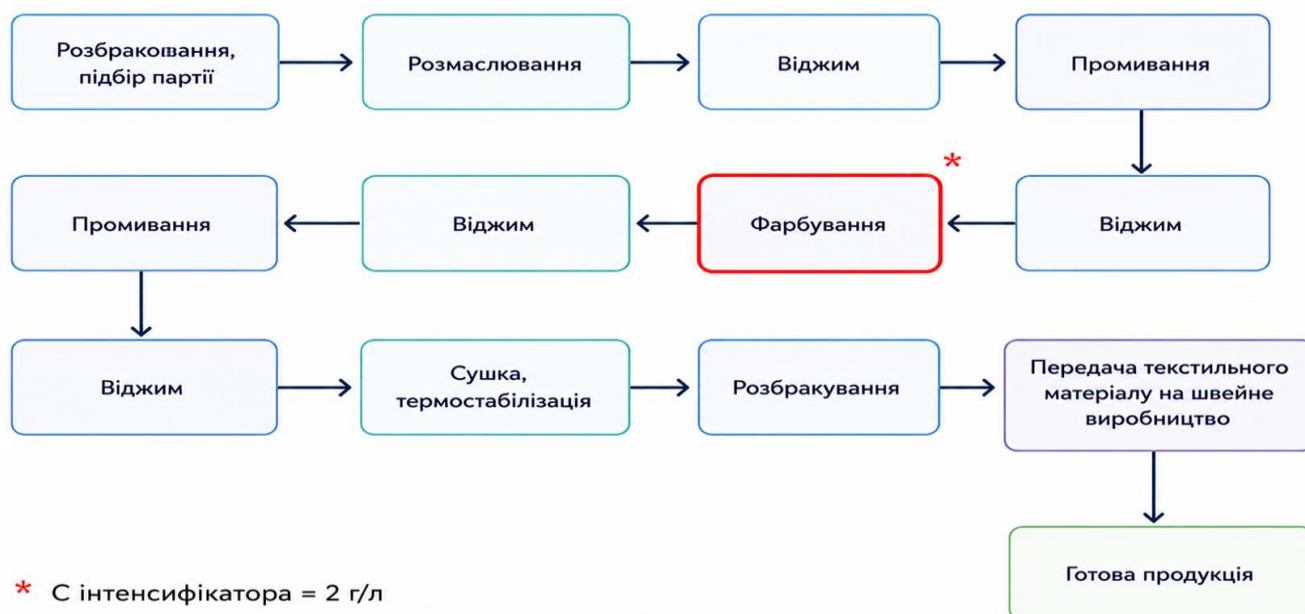 Розбраковання,
підбір партії
Розмаслювання
Віджим
Промивання
Промивання
Віджим
Фарбування
*
Віджим
Віджим
Сушка,
термостабілізація
Розбракування
Передача текстильного
матеріалу на швейне
виробництво
Готова продукція
* С інтенсифікатора = 2 г/л